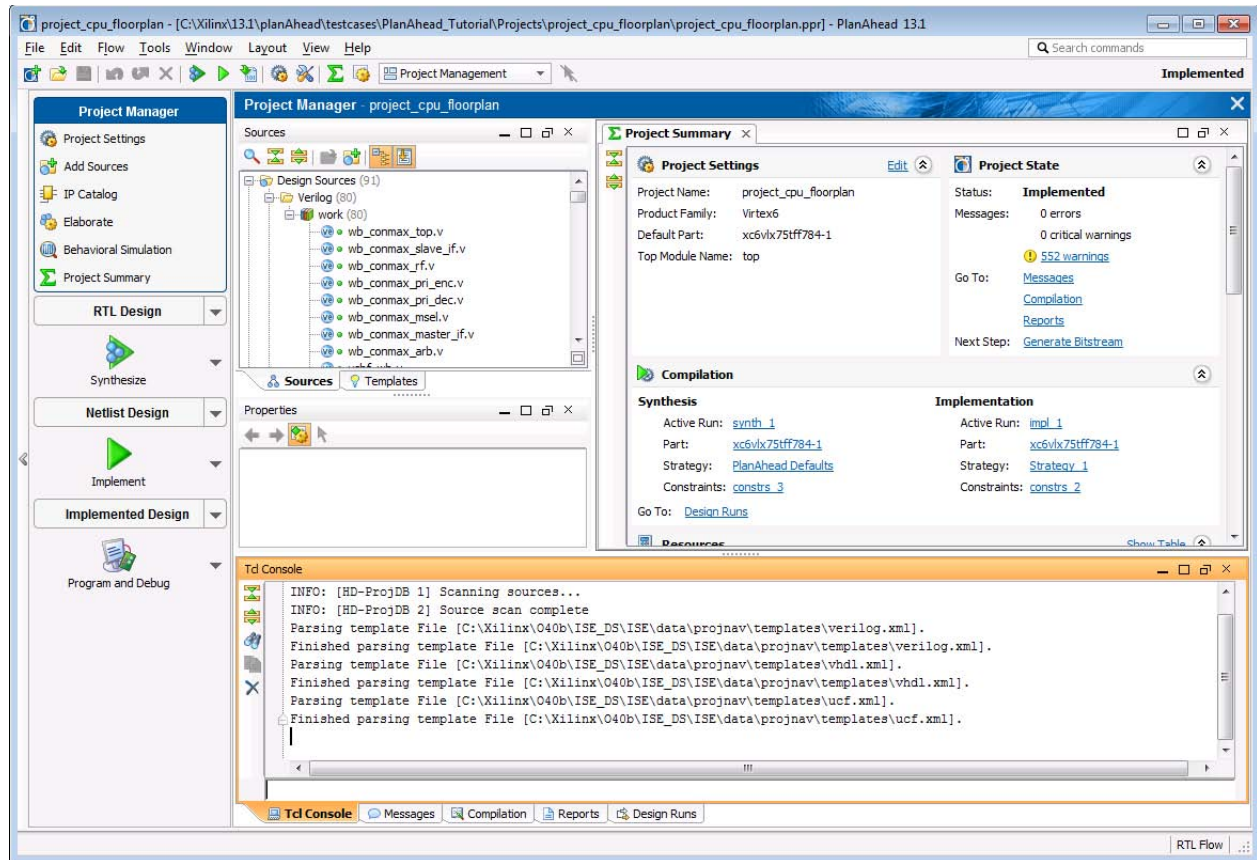 project_cpu_floorplan - [C:\Xilinx\13.1\planAhead\testcases\PlanAhead_Tutorial\Projects\project_cpu_floorplan\project_cpu_floorplan.ppr] - PlanAhead 13.1
File Edit Flow Tools Window Layout View Help
Search commands
Project Management
Implemented
Project Manager
Project Settings
Add Sources
IP Catalog
Elaborate
Behavioral Simulation
Project Summary
RTL Design
Synthesize
Netlist Design
Implement
Implemented Design
Program and Debug
Project Manager - project_cpu_floorplan
Sources
Design Sources (91)
Verilog (80)
work (80)
wb_conmax_top.v
wb_conmax_slave_if.v
wb_conmax_rf.v
wb_conmax_pri_enc.v
wb_conmax_pri_dec.v
wb_conmax_msel.v
wb_conmax_master_if.v
wb_conmax_arb.v
Sources Templates
Properties
Project Summary
Project Settings Edit
Project Name: project_cpu_floorplan
Product Family: Virtex6
Default Part: xc6vlx75tff784-1
Top Module Name: top
Project State
Status: Implemented
Messages: 0 errors
0 critical warnings
552 warnings
Go To: Messages
Compilation
Reports
Next Step: Generate Bitstream
Compilation
Synthesis
Active Run: synth_1
Part: xc6vlx75tff784-1
Strategy: PlanAhead Defaults
Constraints: constrs_3
Go To: Design Runs
Implementation
Active Run: impl_1
Part: xc6vlx75tff784-1
Strategy: Strategy_1
Constraints: constrs_2
Resources Show Table
Tcl Console
INFO: [HD-ProjDB 1] Scanning sources...
INFO: [HD-ProjDB 2] Source scan complete
Parsing template File [C:\Xilinx\O40b\ISE_DS\ISE\data\projnav\templates\verilog.xml].
Finished parsing template File [C:\Xilinx\O40b\ISE_DS\ISE\data\projnav\templates\verilog.xml].
Parsing template File [C:\Xilinx\O40b\ISE_DS\ISE\data\projnav\templates\vhdl.xml].
Finished parsing template File [C:\Xilinx\O40b\ISE_DS\ISE\data\projnav\templates\vhdl.xml].
Parsing template File [C:\Xilinx\O40b\ISE_DS\ISE\data\projnav\templates\ucf.xml].
Finished parsing template File [C:\Xilinx\O40b\ISE_DS\ISE\data\projnav\templates\ucf.xml].
Tcl Console Messages Compilation Reports Design Runs
RTL Flow